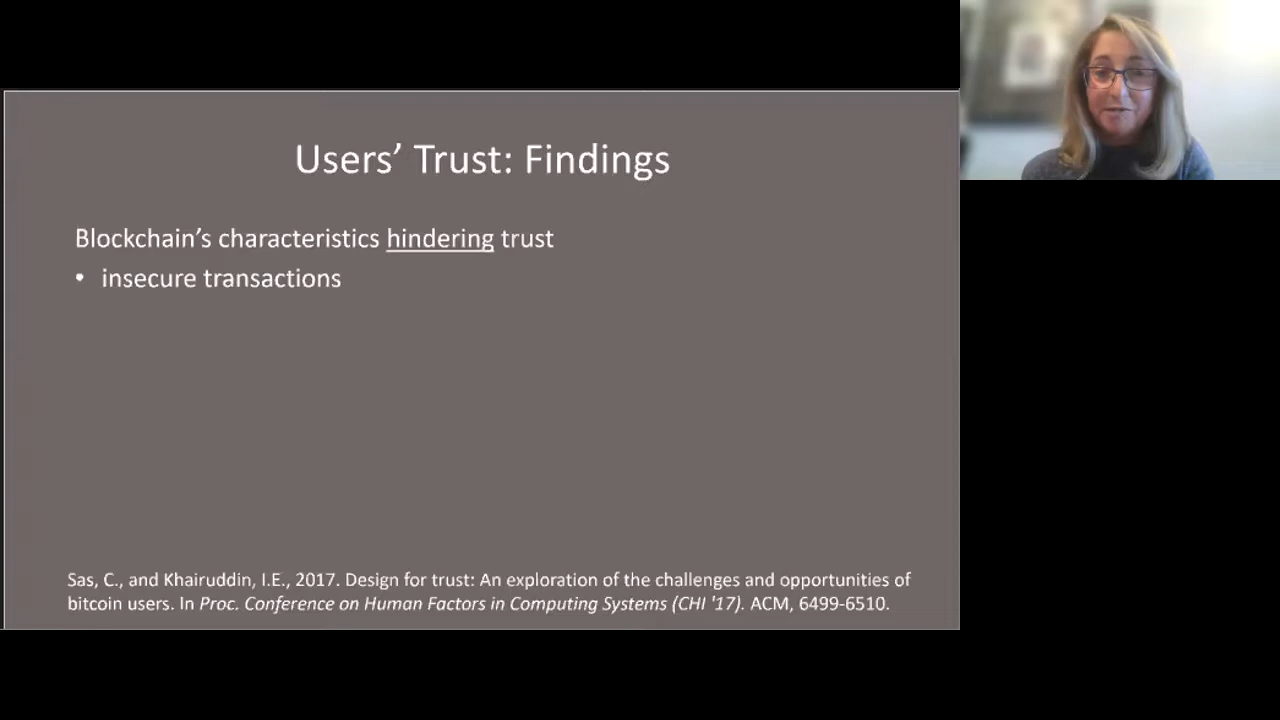 Users’ Trust: Findings
Blockchain’s characteristics hindering trust
• insecure transactions
Sas, C., and Khairuddin, I.E., 2017. Design for trust: An exploration of the challenges and opportunities of
bitcoin users. In Proc. Conference on Human Factors in Computing Systems (CHI '17). ACM, 6499-6510.